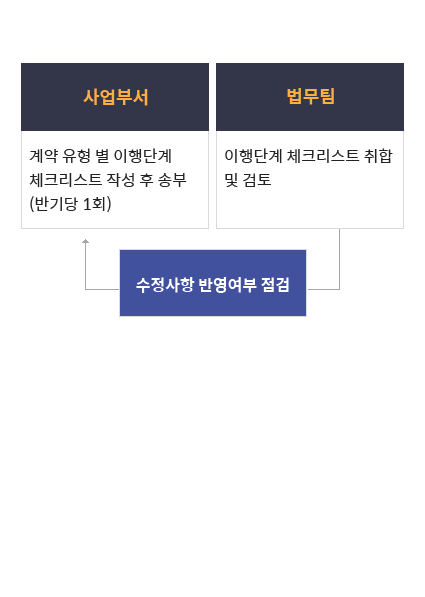 사업부서
계약 유형 별 이행단계
체크리스트 작성 후 송부
(반기당 1회)
법무팀
이행단계 체크리스트 취합
및 검토
수정사항 반영여부 점검